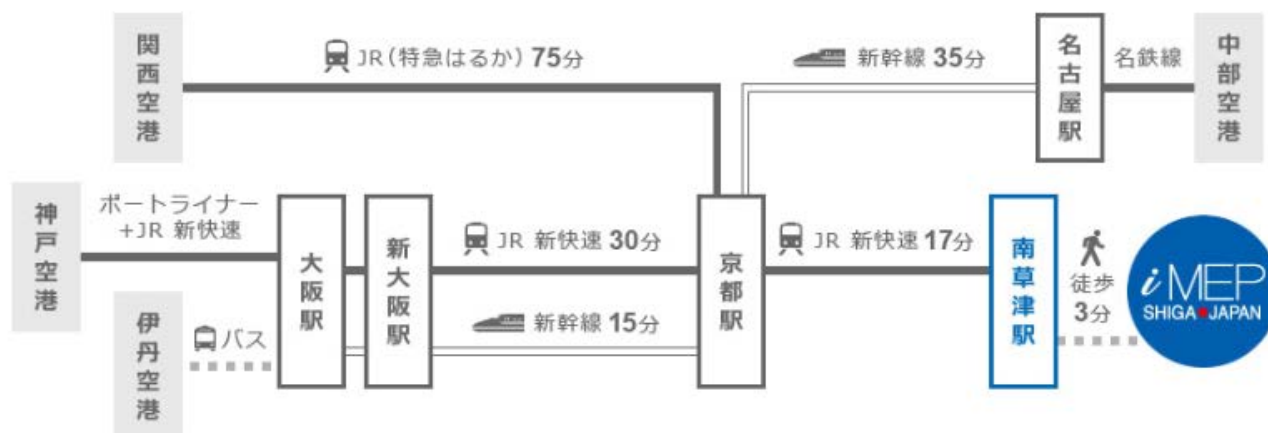 関西空港
JR(特急はるか) 75分
新幹線 35分
名古屋駅
名鉄線
中部空港
神戸空港
ポートライナー
+JR 新快速
大阪駅
新大阪駅
JR 新快速 30分
京都駅
JR 新快速 17分
南草津駅
徒歩
3分
iMEP
SHIGA JAPAN
伊丹空港
バス
新幹線 15分